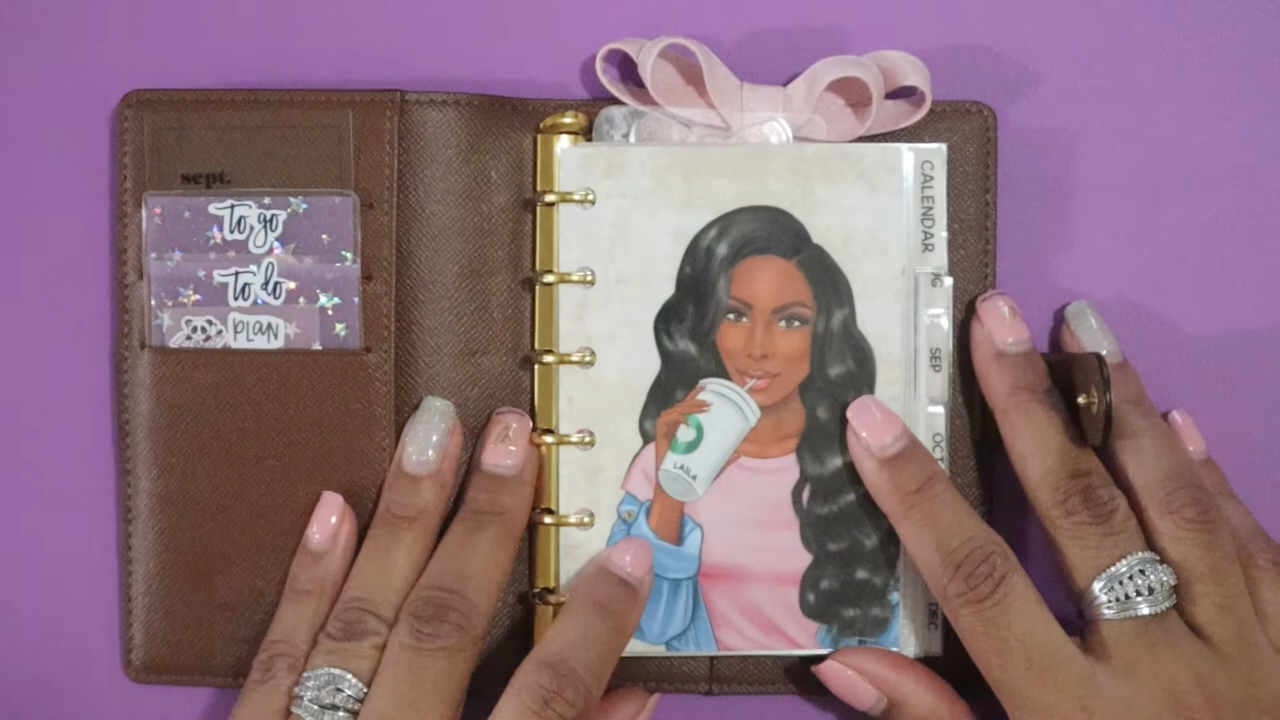 sept.
to go
to do
PLAN
LAILA
CALENDAR
SEP
OCT
DEC